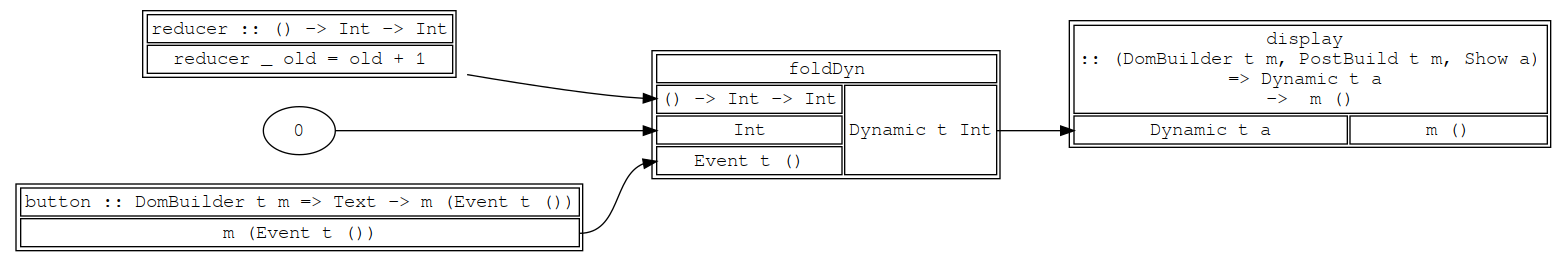 reducer :: () -> Int -> Int
reducer _ old = old + 1
0
button :: DomBuilder t m => Text -> m (Event t ())
m (Event t ())
foldDyn
() -> Int -> Int
Int
Event t ()
Dynamic t Int
display
:: (DomBuilder t m, PostBuild t m, Show a)
=> Dynamic t a
->  m ()
Dynamic t a
m ()